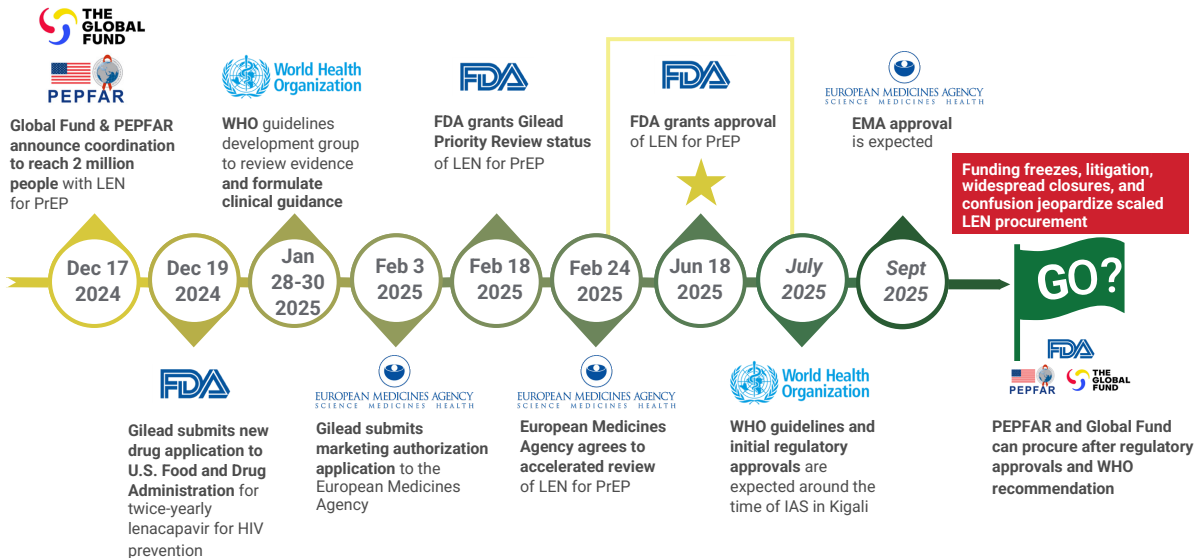 THE
GLOBAL
FUND
PEPFAR
Global Fund & PEPFAR
announce coordination
to reach 2 million
people with LEN
for PrEP
World Health
Organization
WHO guidelines
development group
to review evidence
and formulate
clinical guidance
FDA
FDA grants Gilead
Priority Review status
of LEN for PrEP
FDA
FDA grants approval
of LEN for PrEP
EUROPEAN MEDICINES AGENCY
SCIENCE MEDICINES HEALTH
EMA approval
is expected
Funding freezes, litigation,
widespread closures, and
confusion jeopardize scaled
LEN procurement
Dec 17
2024
Dec 19
2024
Jan
28-30
2025
Feb 3
2025
Feb 18
2025
Feb 24
2025
Jun 18
2025
July
2025
Sept
2025
GO?
FDA
Gilead submits new
drug application to
U.S. Food and Drug
Administration for
twice-yearly
lenacapavir for HIV
prevention
EUROPEAN MEDICINES AGENCY
SCIENCE MEDICINES HEALTH
Gilead submits
marketing authorization
application to the
European Medicines
Agency
EUROPEAN MEDICINES AGENCY
SCIENCE MEDICINES HEALTH
European Medicines
Agency agrees to
accelerated review
of LEN for PrEP
World Health
Organization
WHO guidelines and
initial regulatory
approvals are
expected around the
time of IAS in Kigali
FDA
PEPFAR
THE
GLOBAL
FUND
PEPFAR and Global Fund
can procure after regulatory
approvals and WHO
recommendation